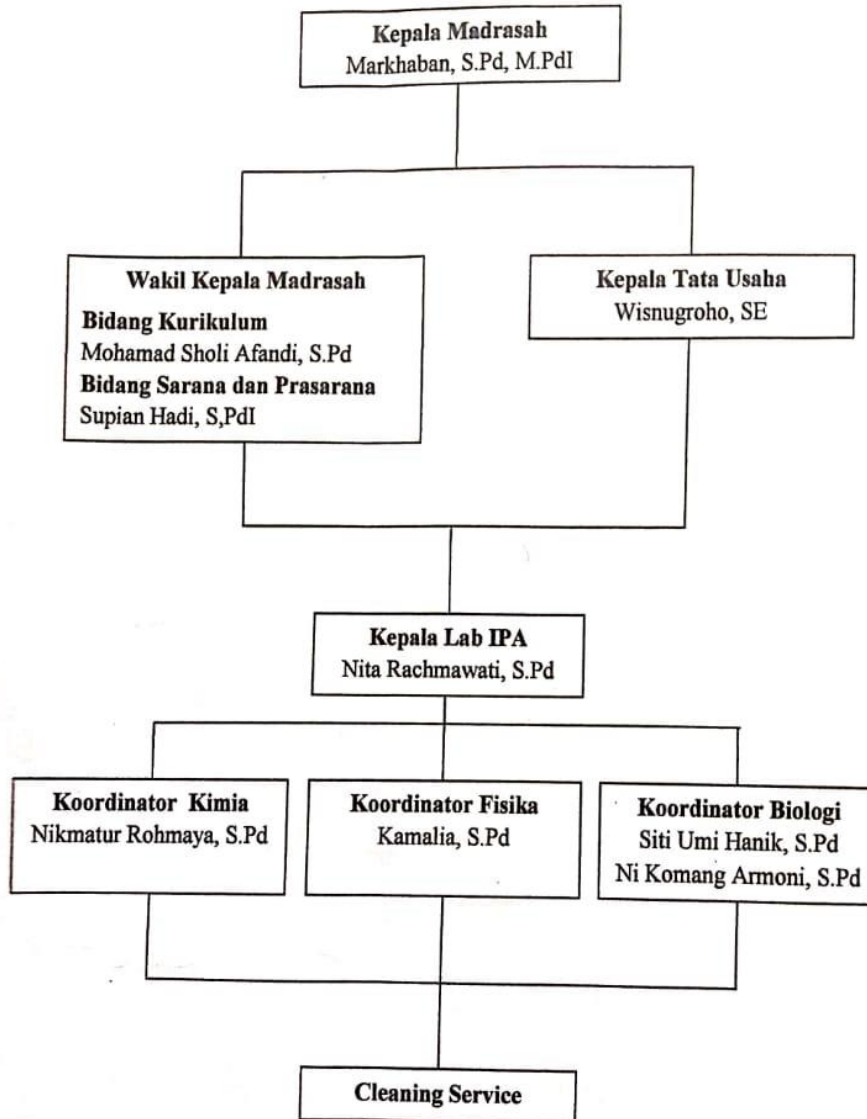 Kepala Madrasah
Markhaban, S.Pd, M.PdI
Wakil Kepala Madrasah
Bidang Kurikulum
Mohamad Sholi Afandi, S.Pd
Bidang Sarana dan Prasarana
Supian Hadi, S,PdI
Kepala Tata Usaha
Wisnugroho, SE
Kepala Lab IPA
Nita Rachmawati, S.Pd
Koordinator Kimia
Nikmatur Rohmaya, S.Pd
Koordinator Fisika
Kamalia, S.Pd
Koordinator Biologi
Siti Umi Hanik, S.Pd
Ni Komang Armoni, S.Pd
Cleaning Service